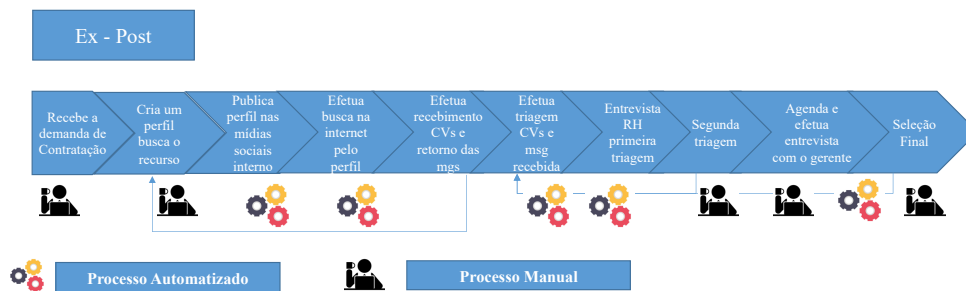 Ex - Post
Recebe a
demanda de
Contratação
Cria um
perfil
busca o
recurso
Publica
perfil nas
mídias
sociais
interno
Efetua
busca na
internet
pelo
perfil
Efetua
recebimento
CVs e
retorno das
mgs
Efetua
triagem
CVs e
msg
recebida
Entrevista
RH
primeira
triagem
Segunda
triagem
Agenda e
efetua
entrevista
com o gerente
Seleção
Final
Processo Automatizado
Processo Manual